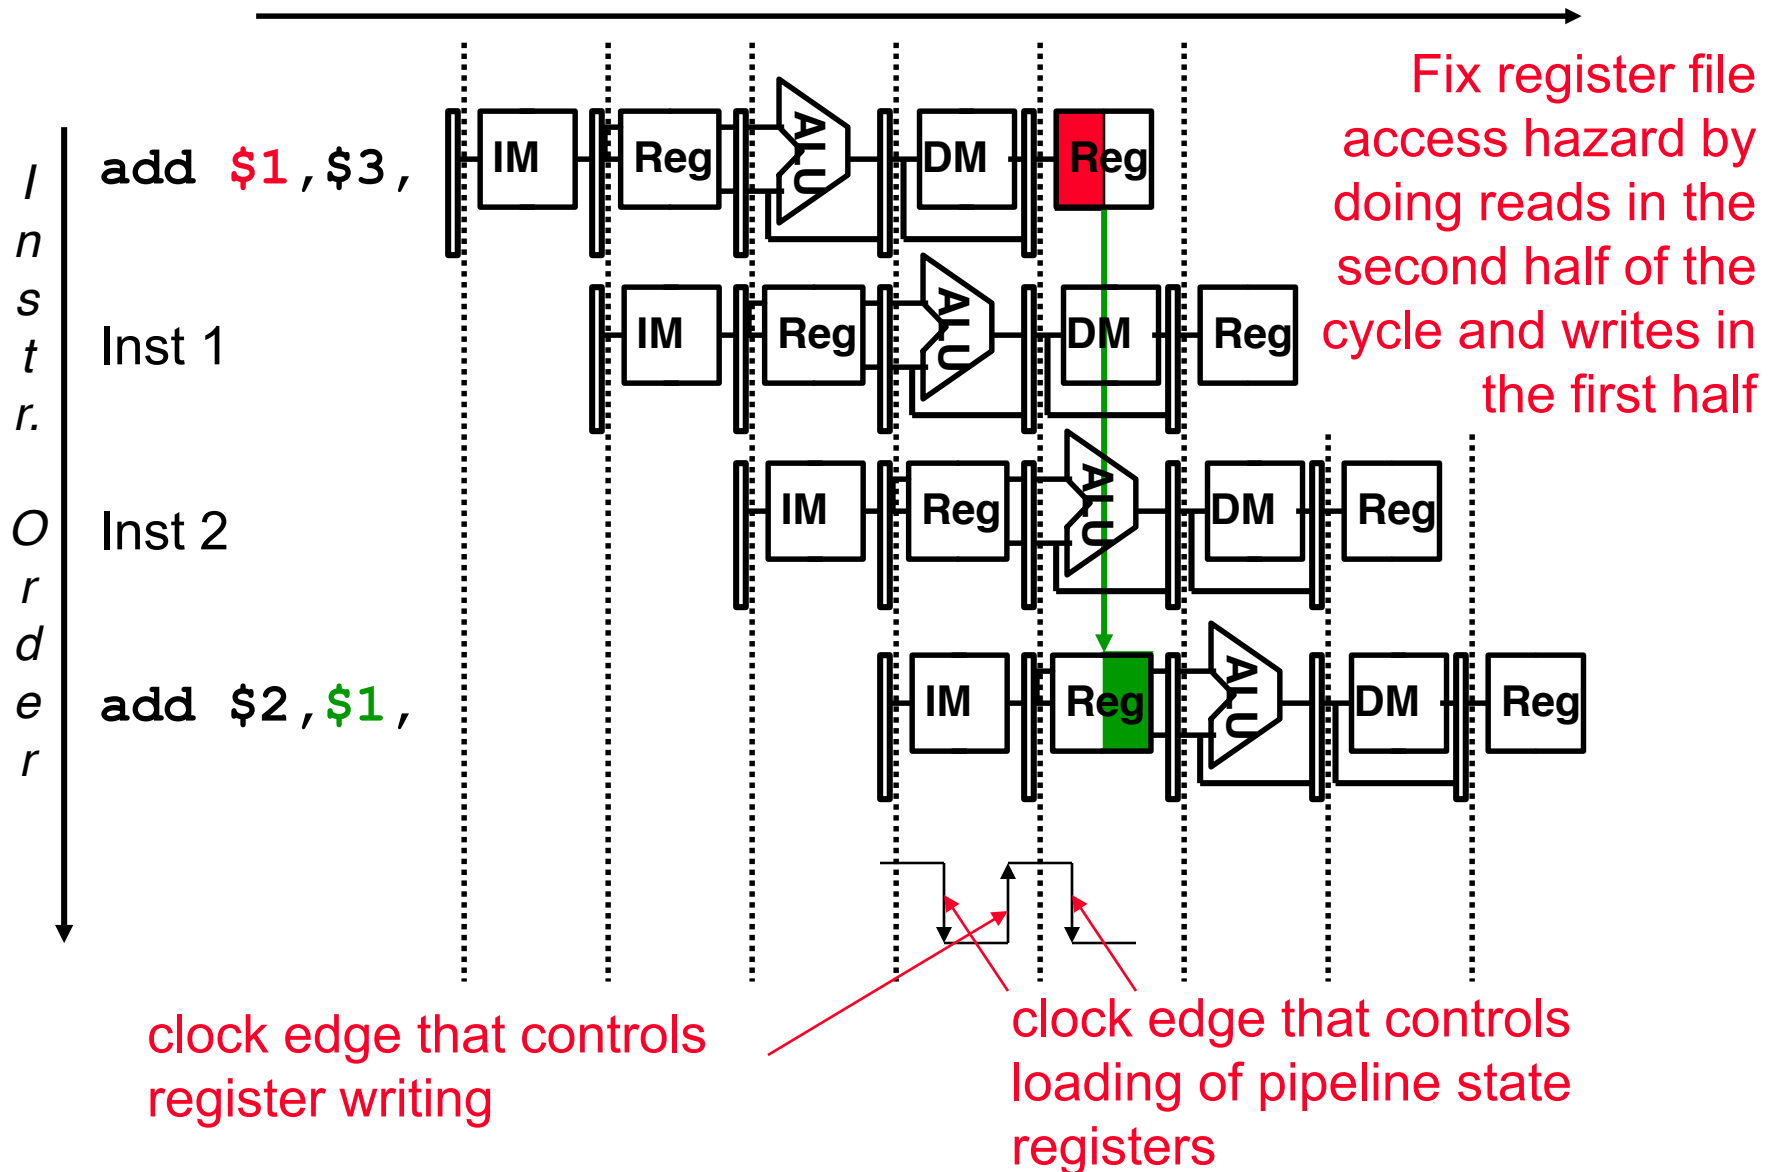 Fix register file
access hazard by
doing reads in the
second half of the
cycle and writes in
the first half
Instr. Order
add $1,$3,
IM Reg ALU DM Reg
Inst 1
IM Reg ALU DM Reg
Inst 2
IM Reg ALU DM Reg
add $2,$1,
IM Reg ALU DM Reg
clock edge that controls
register writing
clock edge that controls
loading of pipeline state
registers